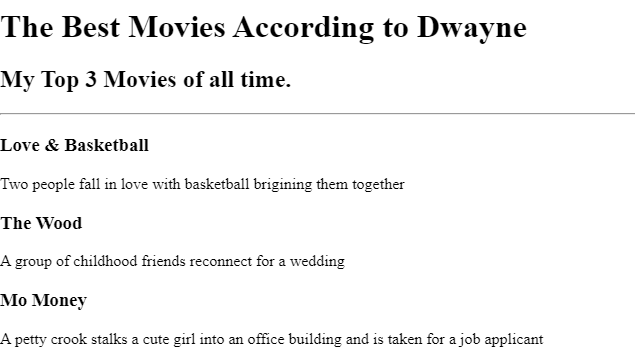 The Best Movies According to Dwayne
My Top 3 Movies of all time.
Love & Basketball
Two people fall in love with basketball brigining them together
The Wood
A group of childhood friends reconnect for a wedding
Mo Money
A petty crook stalks a cute girl into an office building and is taken for a job applicant